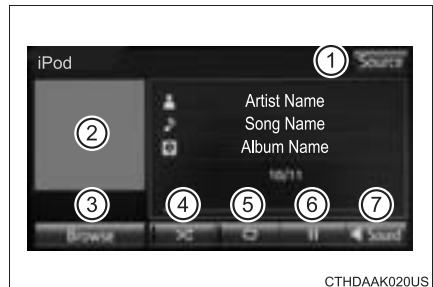 iPod
1
Source
Artist Name
2
Song Name
Album Name
10/11
3
4
5
6
7
Browse
Sound
CTHDAAK020US